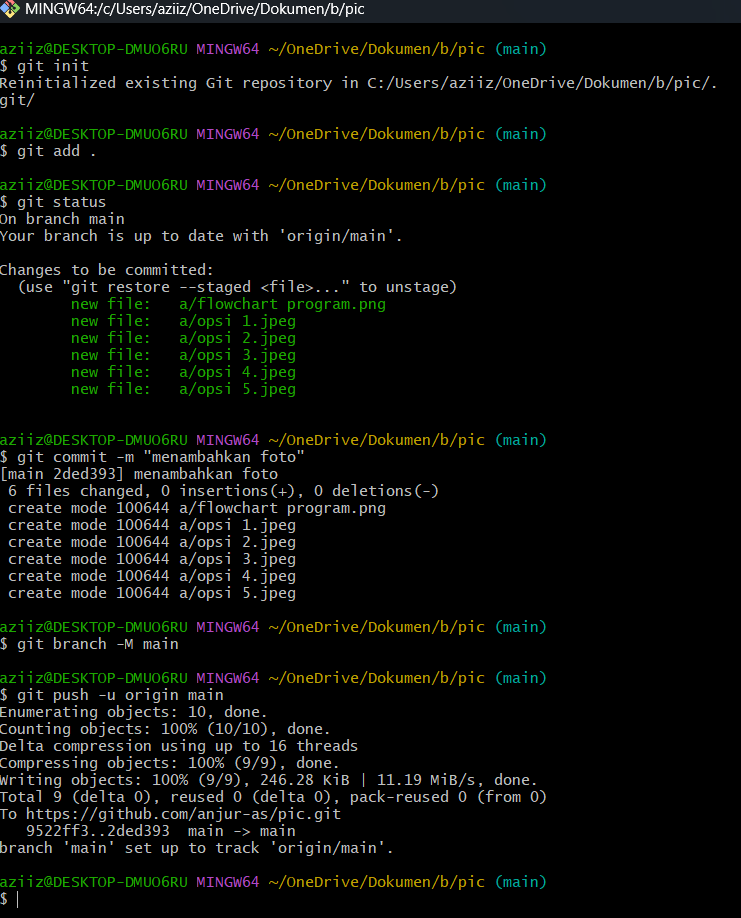 MINGW64:/c/Users/aziiz/OneDrive/Dokumen/b/pic
aziiz@DESKTOP-DMUO6RU MINGW64 ~/OneDrive/Dokumen/b/pic (main)
$ git init
Reinitialized existing Git repository in C:/Users/aziiz/OneDrive/Dokumen/b/pic/.
git/
aziiz@DESKTOP-DMUO6RU MINGW64 ~/OneDrive/Dokumen/b/pic (main)
$ git add .
aziiz@DESKTOP-DMUO6RU MINGW64 ~/OneDrive/Dokumen/b/pic (main)
$ git status
On branch main
Your branch is up to date with 'origin/main'.
Changes to be committed:
  (use "git restore --staged <file>..." to unstage)
        new file:   a/flowchart program.png
        new file:   a/opsi 1.jpeg
        new file:   a/opsi 2.jpeg
        new file:   a/opsi 3.jpeg
        new file:   a/opsi 4.jpeg
        new file:   a/opsi 5.jpeg
aziiz@DESKTOP-DMUO6RU MINGW64 ~/OneDrive/Dokumen/b/pic (main)
$ git commit -m "menambahkan foto"
[main 2ded393] menambahkan foto
 6 files changed, 0 insertions(+), 0 deletions(-)
 create mode 100644 a/flowchart program.png
 create mode 100644 a/opsi 1.jpeg
 create mode 100644 a/opsi 2.jpeg
 create mode 100644 a/opsi 3.jpeg
 create mode 100644 a/opsi 4.jpeg
 create mode 100644 a/opsi 5.jpeg
aziiz@DESKTOP-DMUO6RU MINGW64 ~/OneDrive/Dokumen/b/pic (main)
$ git branch -M main
aziiz@DESKTOP-DMUO6RU MINGW64 ~/OneDrive/Dokumen/b/pic (main)
$ git push -u origin main
Enumerating objects: 10, done.
Counting objects: 100% (10/10), done.
Delta compression using up to 16 threads
Compressing objects: 100% (9/9), done.
Writing objects: 100% (9/9), 246.28 KiB | 11.19 MiB/s, done.
Total 9 (delta 0), reused 0 (delta 0), pack-reused 0 (from 0)
To https://github.com/anjur-as/pic.git
   9522ff3..2ded393  main -> main
branch 'main' set up to track 'origin/main'.
aziiz@DESKTOP-DMUO6RU MINGW64 ~/OneDrive/Dokumen/b/pic (main)
$